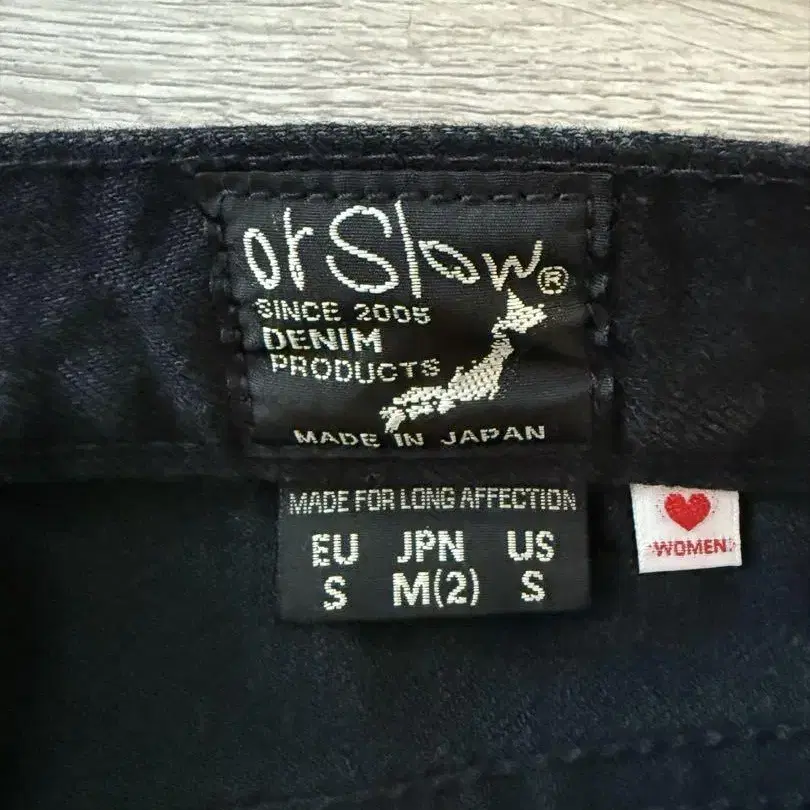 orSlow®
SINCE 2005
DENIM
PRODUCTS
MADE IN JAPAN
MADE FOR LONG AFFECTION
EU JPN US
S M(2) S
WOMEN